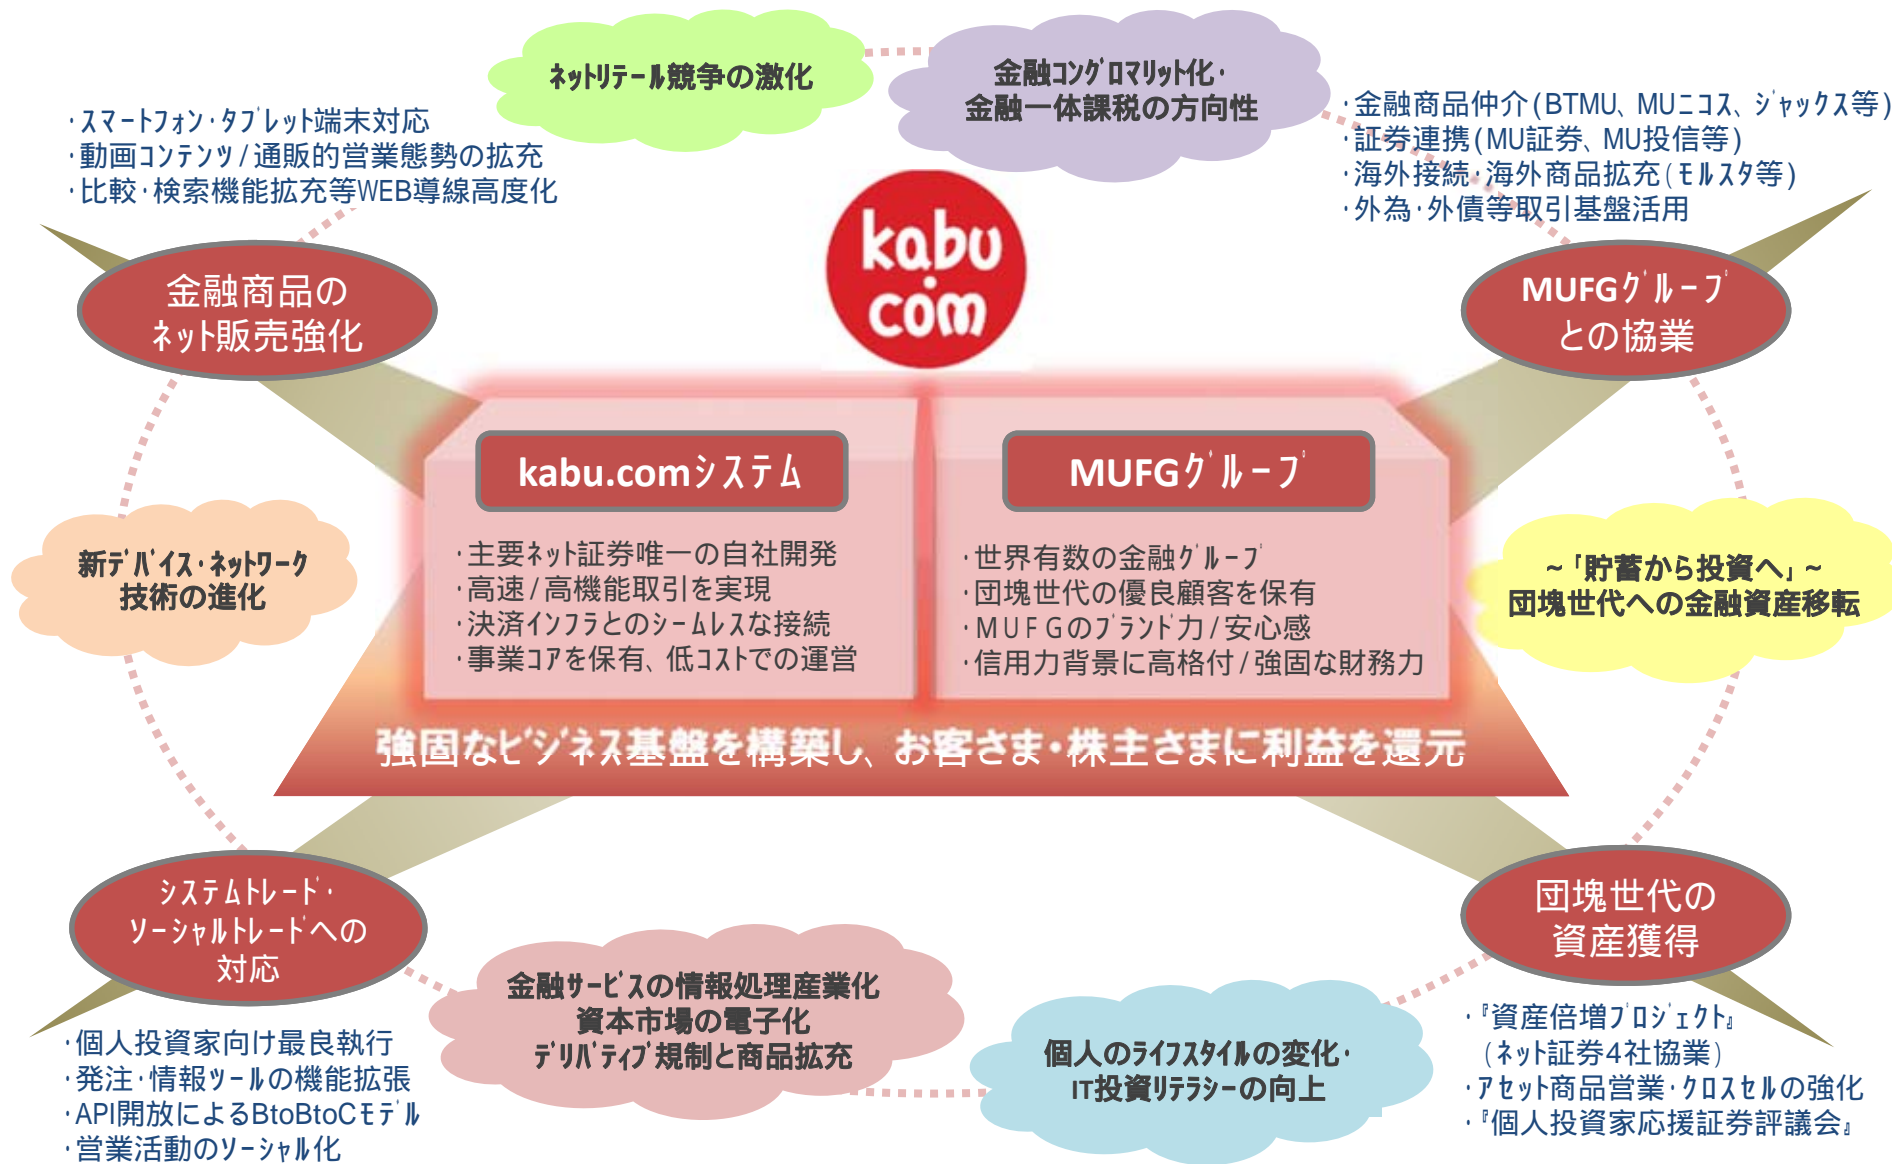 ネットリテール競争の激化
金融コングロマリット化・
金融一体課税の方向性
・スマートフォン・タブレット端末対応
・動画コンテンツ/通販的営業態勢の拡充
・比較・検索機能拡充等WEB導線高度化
・金融商品仲介(BTMU、MUニコス、ジャックス等)
・証券連携(MU証券、MU投信等)
・海外接続・海外商品拡充(モルスタ等)
・外為・外債等取引基盤活用
kabu
.com
金融商品の
ネット販売強化
MUFGグループ
との協業
kabu.comシステム
・主要ネット証券唯一の自社開発
・高速/高機能取引を実現
・決済インフラとのシームレスな接続
・事業コアを保有、低コストでの運営
MUFGグループ
・世界有数の金融グループ
・団塊世代の優良顧客を保有
・MUFGのブランド力/安心感
・信用力背景に高格付/強固な財務力
新デバイス・ネットワーク
技術の進化
~「貯蓄から投資へ」~
団塊世代への金融資産移転
強固なビジネス基盤を構築し、お客さま・株主さまに利益を還元
システムトレード・
ソーシャルトレードへの
対応
団塊世代の
資産獲得
金融サービスの情報処理産業化
資本市場の電子化
デリバティブ規制と商品拡充
個人のライフスタイルの変化・
IT投資リテラシーの向上
・個人投資家向け最良執行
・発注・情報ツールの機能拡張
・API開放によるBtoBtoCモデル
・営業活動のソーシャル化
・『資産倍増プロジェクト』
(ネット証券4社協業)
・アセット商品営業・クロスセルの強化
・『個人投資家応援証券評議会』